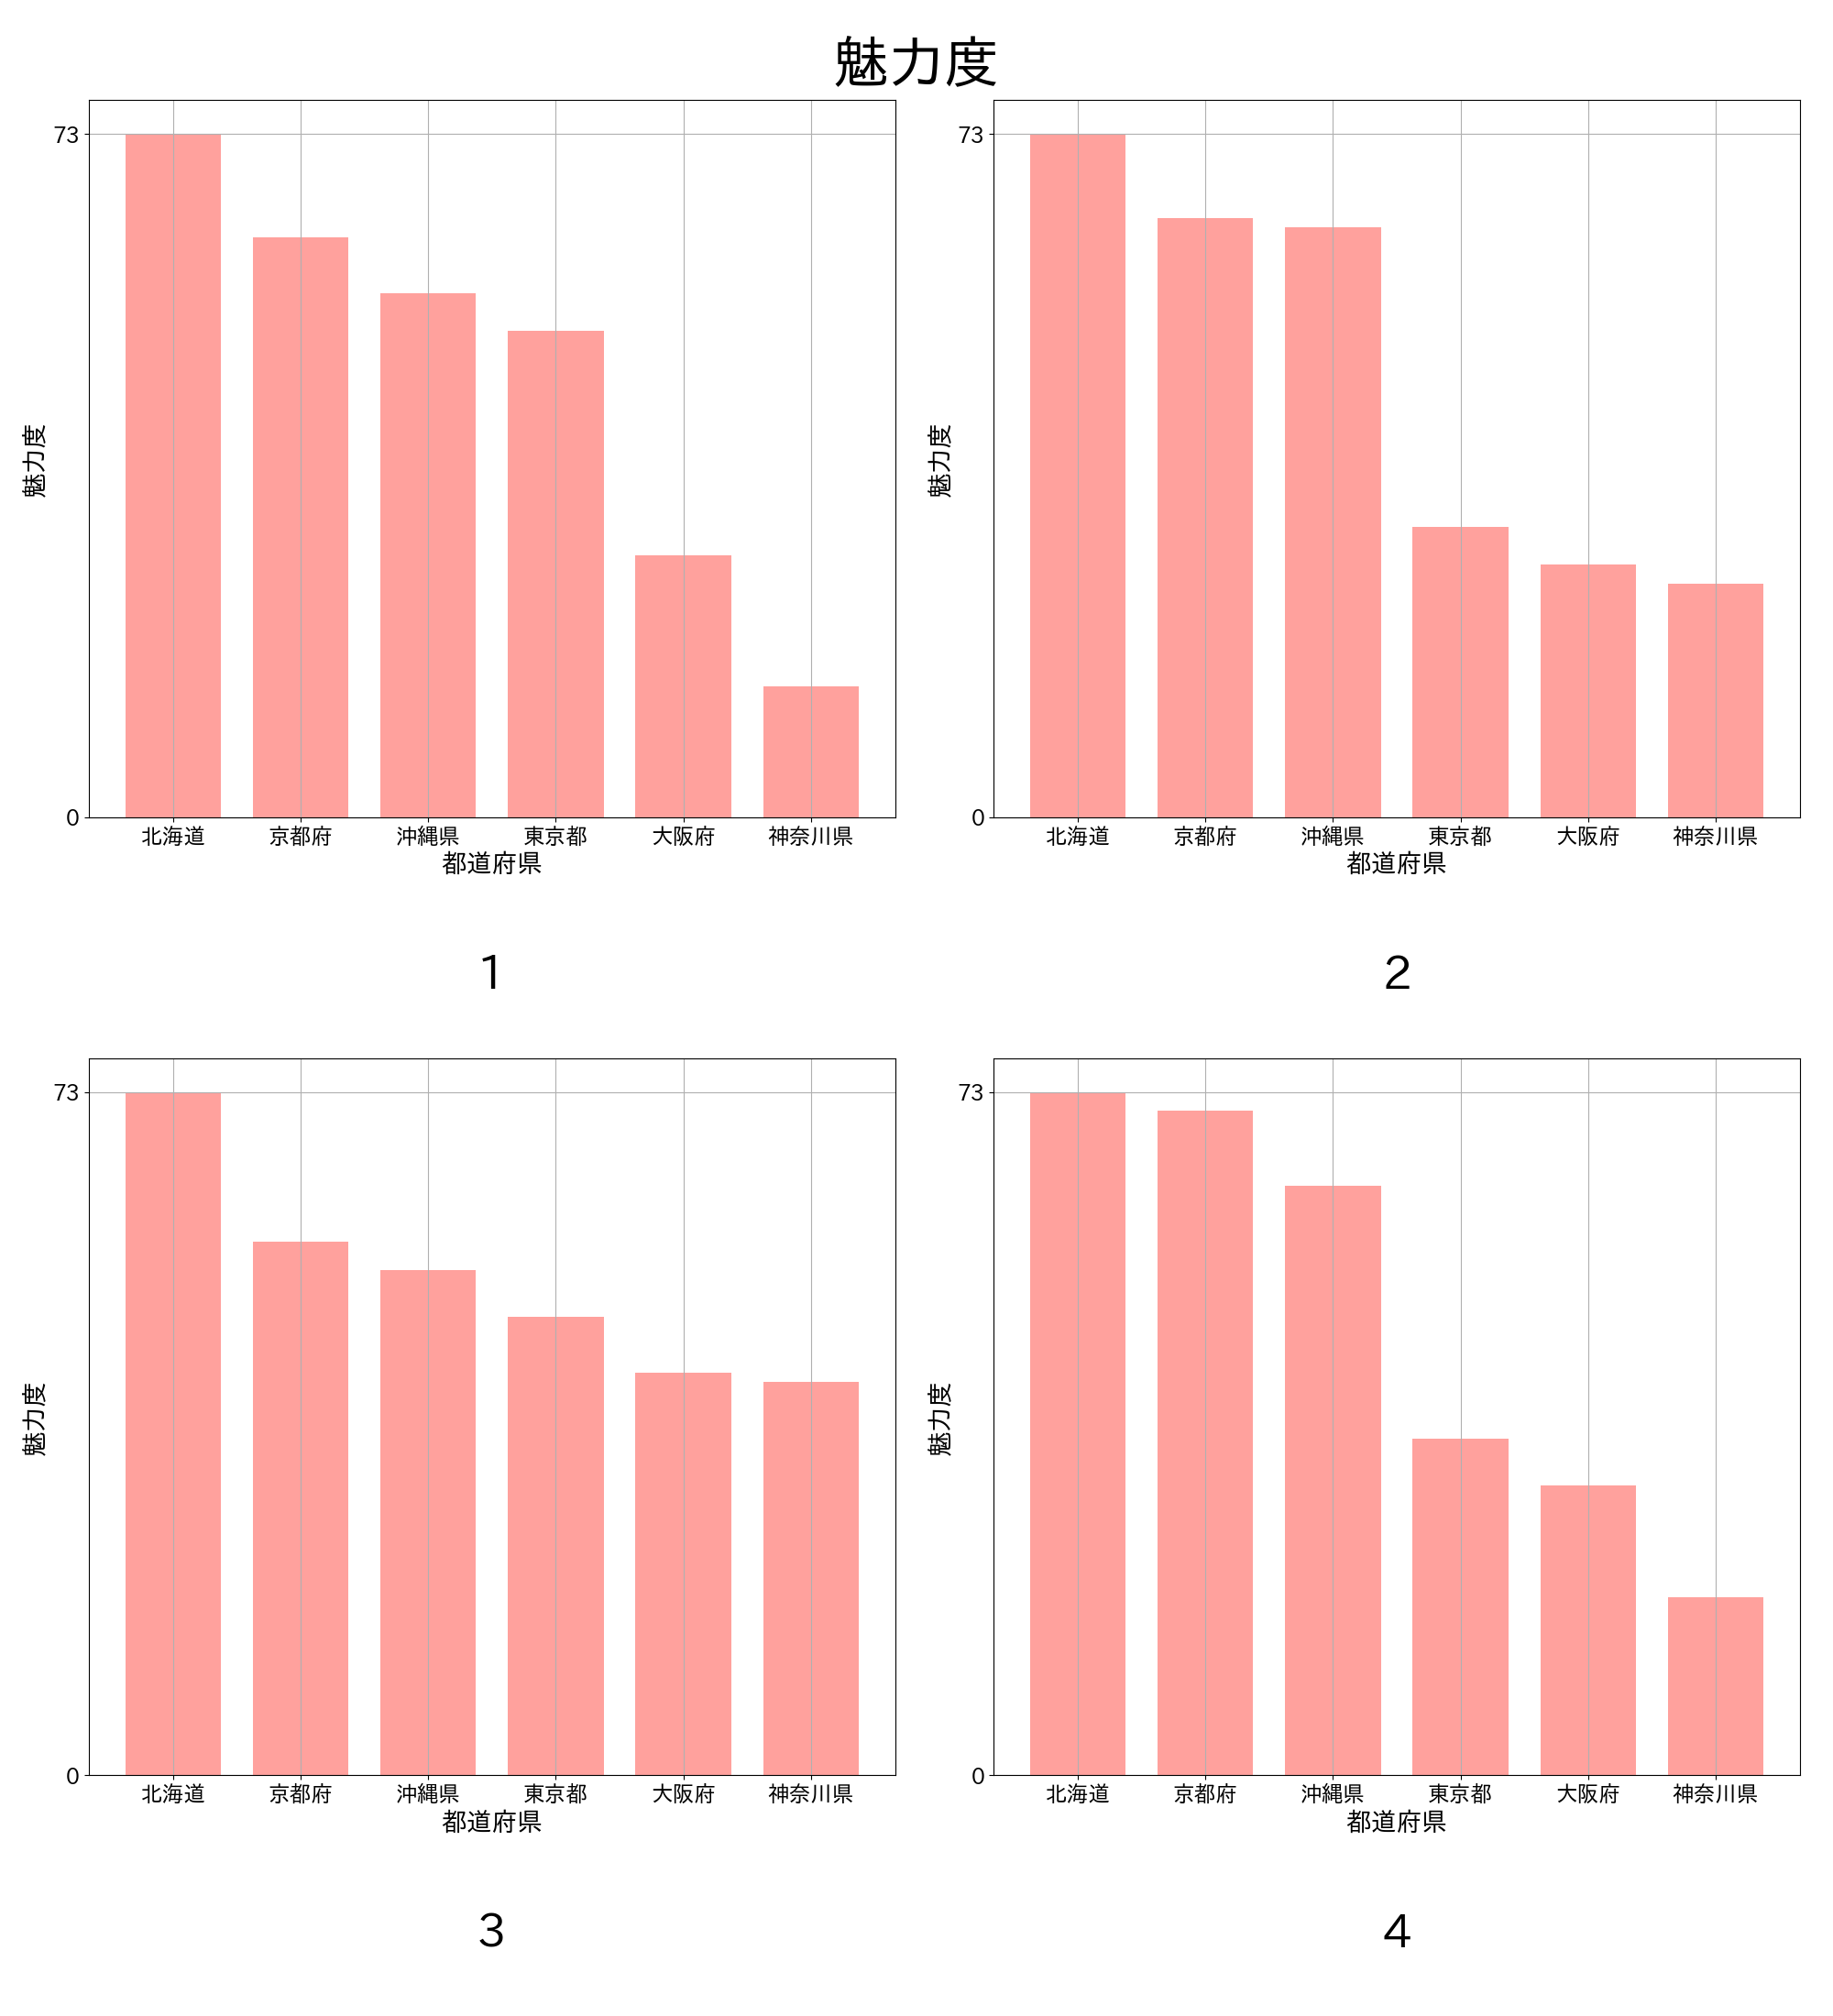 魅力度
73
魅力度
0
北海道 京都府 沖縄県 東京都 大阪府 神奈川県
都道府県
1
73
魅力度
0
北海道 京都府 沖縄県 東京都 大阪府 神奈川県
都道府県
2
73
魅力度
0
北海道 京都府 沖縄県 東京都 大阪府 神奈川県
都道府県
3
73
魅力度
0
北海道 京都府 沖縄県 東京都 大阪府 神奈川県
都道府県
4